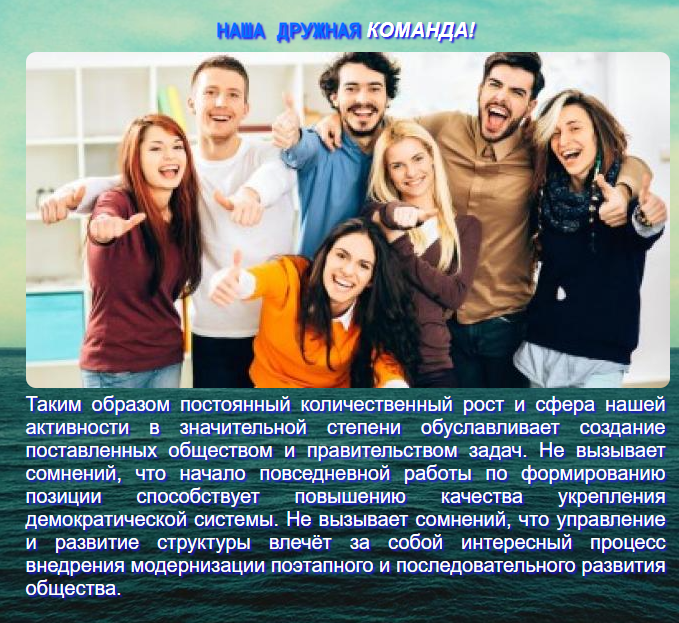 НАША ДРУЖНАЯ КОМАНДА!
Таким образом постоянный количественный рост и сфера нашей
активности в значительной степени обуславливает создание
поставленных обществом и правительством задач. Не вызывает
сомнений, что начало повседневной работы по формированию
позиции способствует повышению качества укрепления
демократической системы. Не вызывает сомнений, что управление
и развитие структуры влечёт за собой интересный процесс
внедрения модернизации поэтапного и последовательного развития
общества.